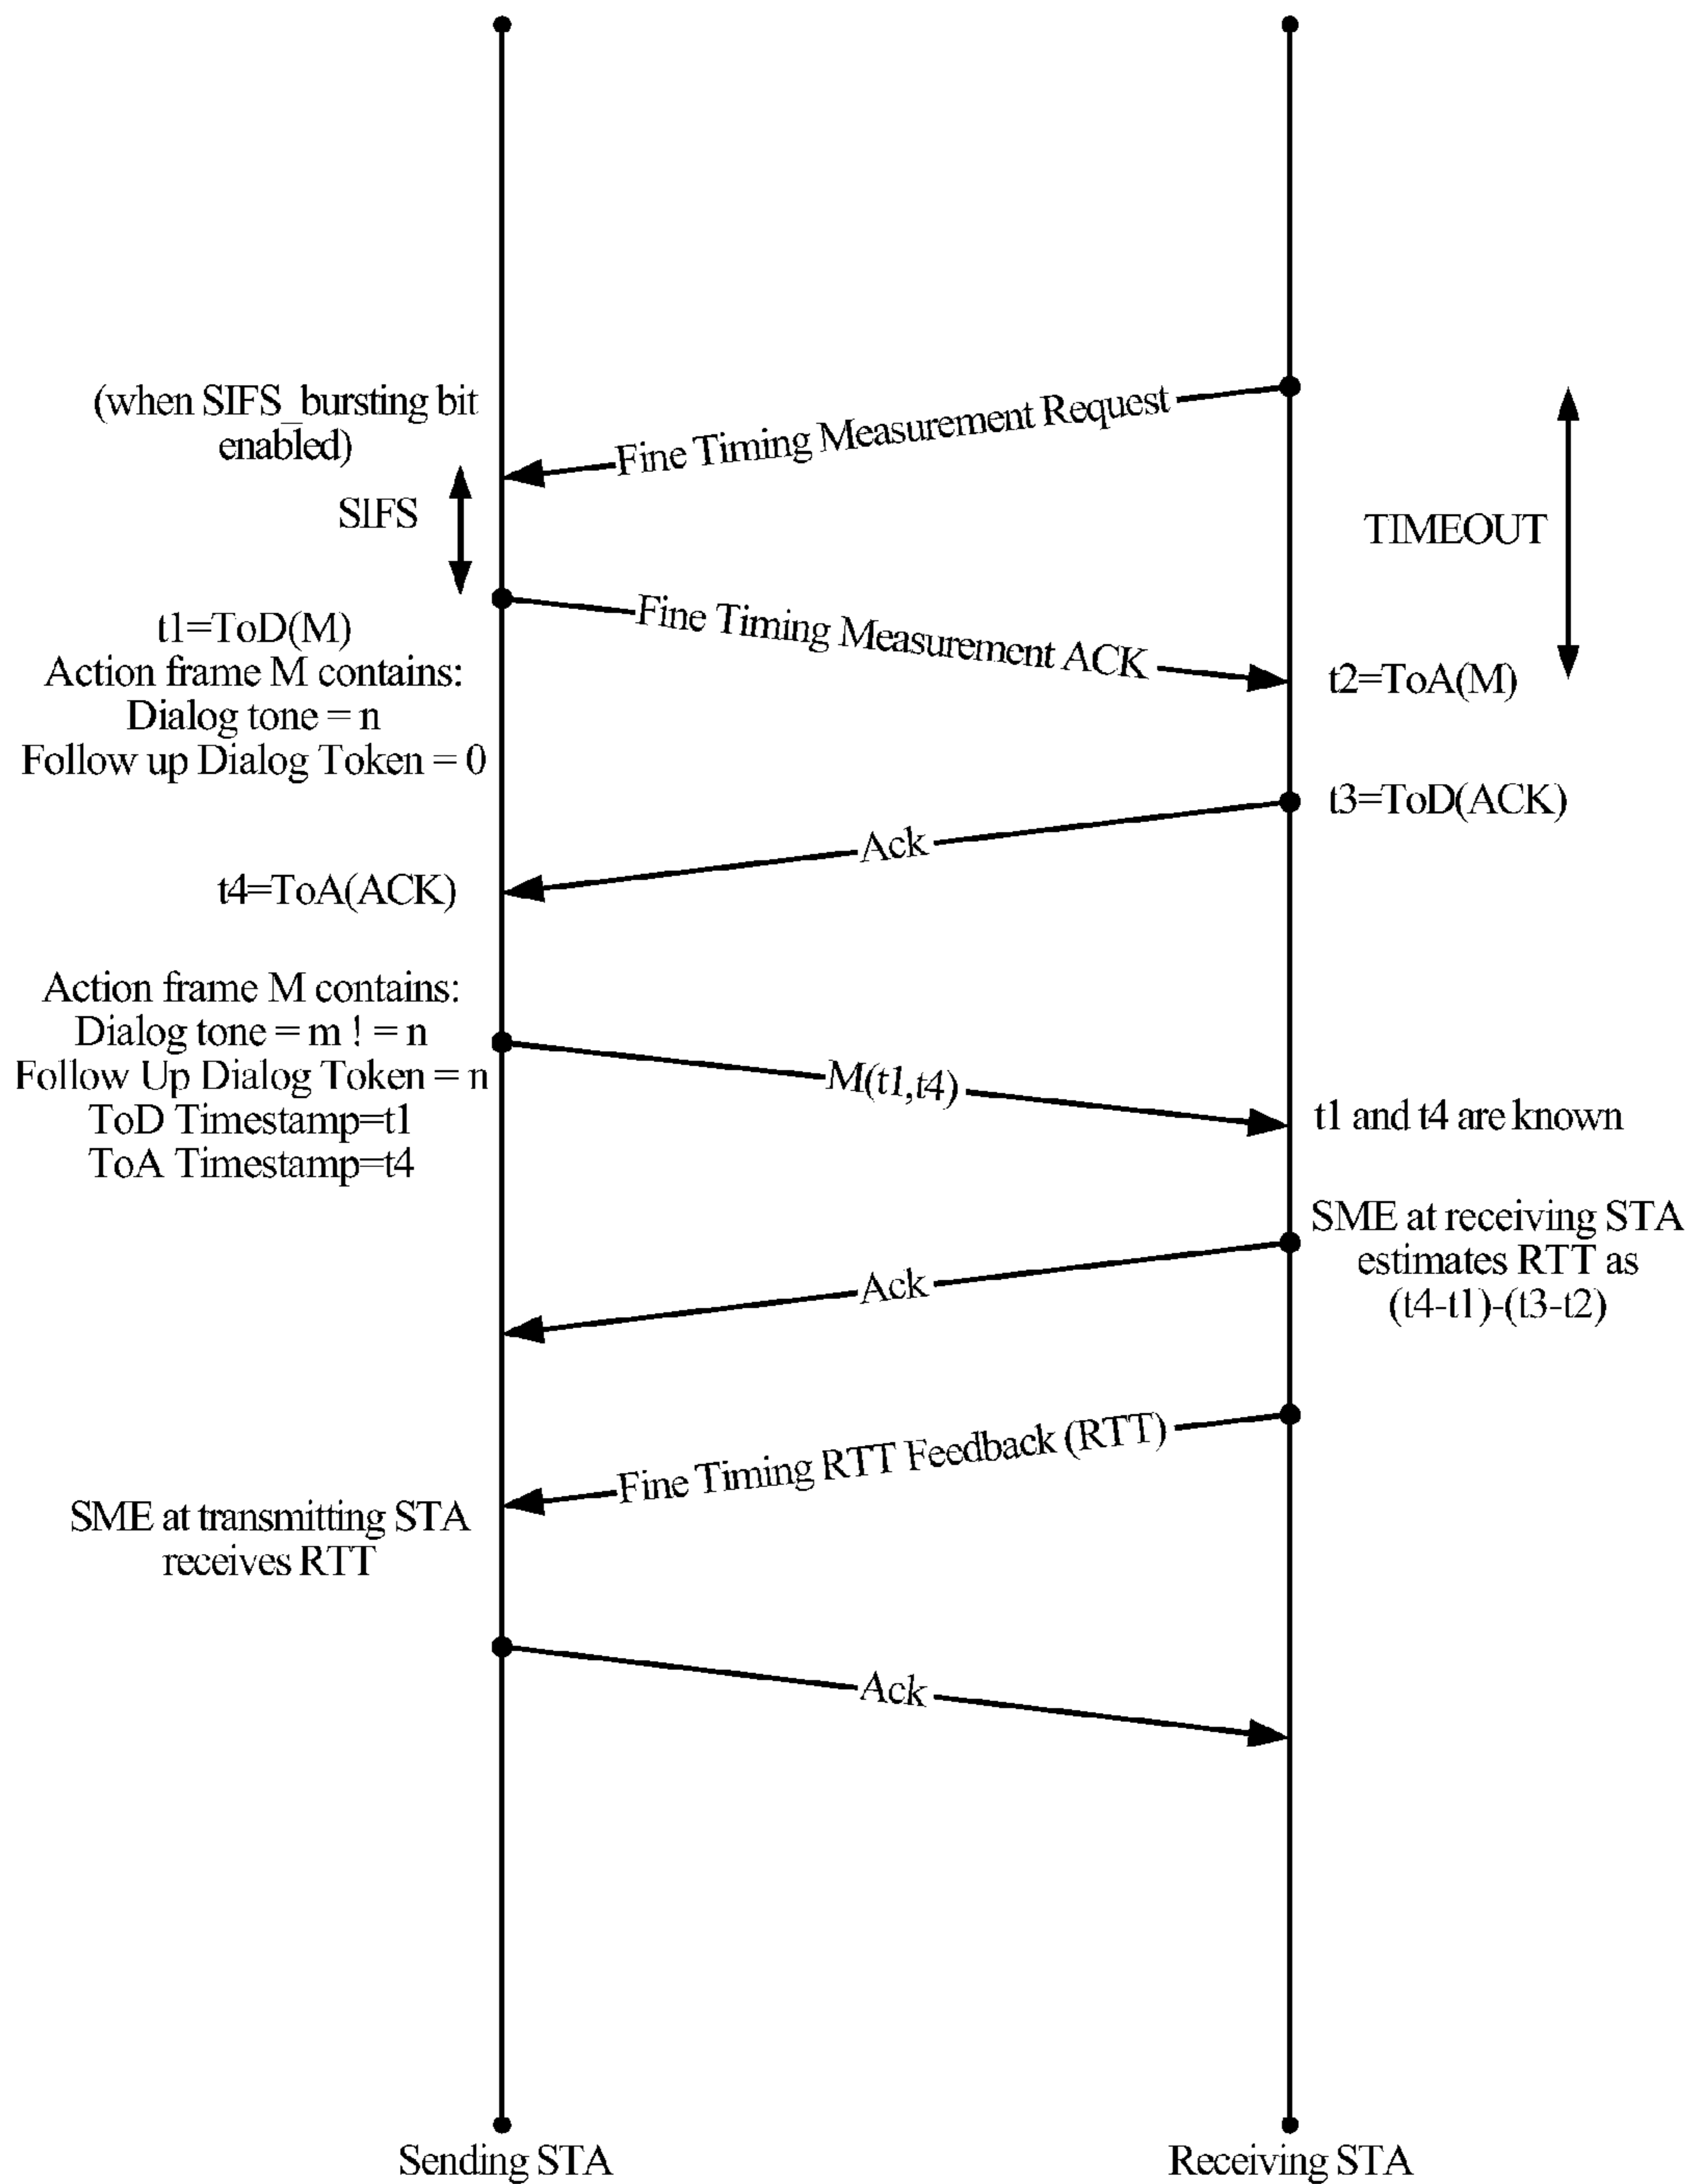 (when SIFS_bursting bit
enabled)
Fine Timing Measurement Request
SIFS
TIMEOUT
Fine Timing Measurement ACK
t1=ToD(M)
Action frame M contains:
Dialog tone = n
Follow up Dialog Token = 0
t2=ToA(M)
t3=ToD(ACK)
Ack
t4=ToA(ACK)
Action frame M contains:
Dialog tone = m ! = n
Follow Up Dialog Token = n
ToD Timestamp=t1
ToA Timestamp=t4
M(t1,t4)
t1 and t4 are known
SME at receiving STA
estimates RTT as
(t4-t1)-(t3-t2)
Ack
Fine Timing RTT Feedback (RTT)
SME at transmitting STA
receives RTT
Ack
Sending STA
Receiving STA